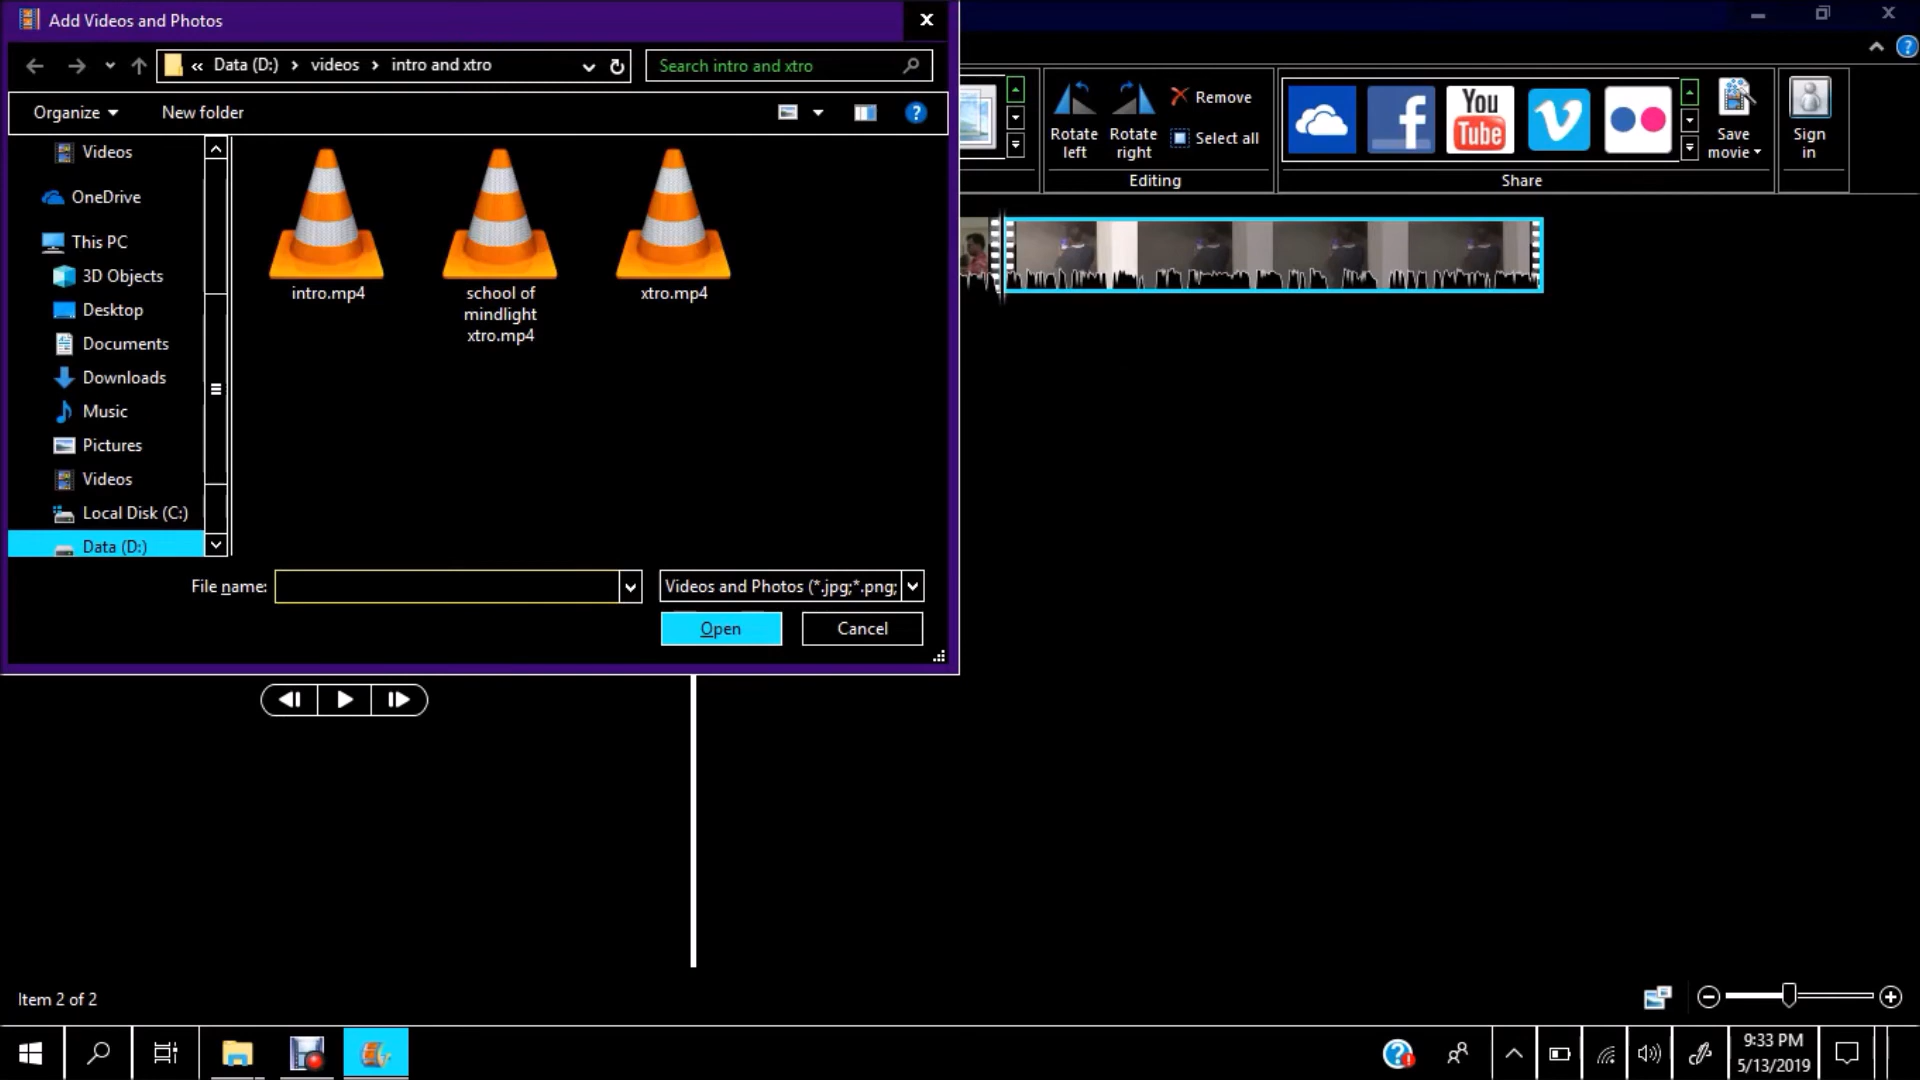 Add Videos and Photos
« Data (D:) > videos > intro and xtro
Search intro and xtro
Organize
New folder
Videos
OneDrive
This PC
3D Objects
Desktop
Documents
Downloads
Music
Pictures
Videos
Local Disk (C:)
Data (D:)
intro.mp4
school of
mindlight
xtro.mp4
xtro.mp4
File name:
Videos and Photos (*.jpg;*.png;
Open
Cancel
Rotate
left
Rotate
right
Remove
Select all
Editing
f
You
Tube
V
Share
Save
movie
Sign
in
Item 2 of 2
9:33 PM
5/13/2019